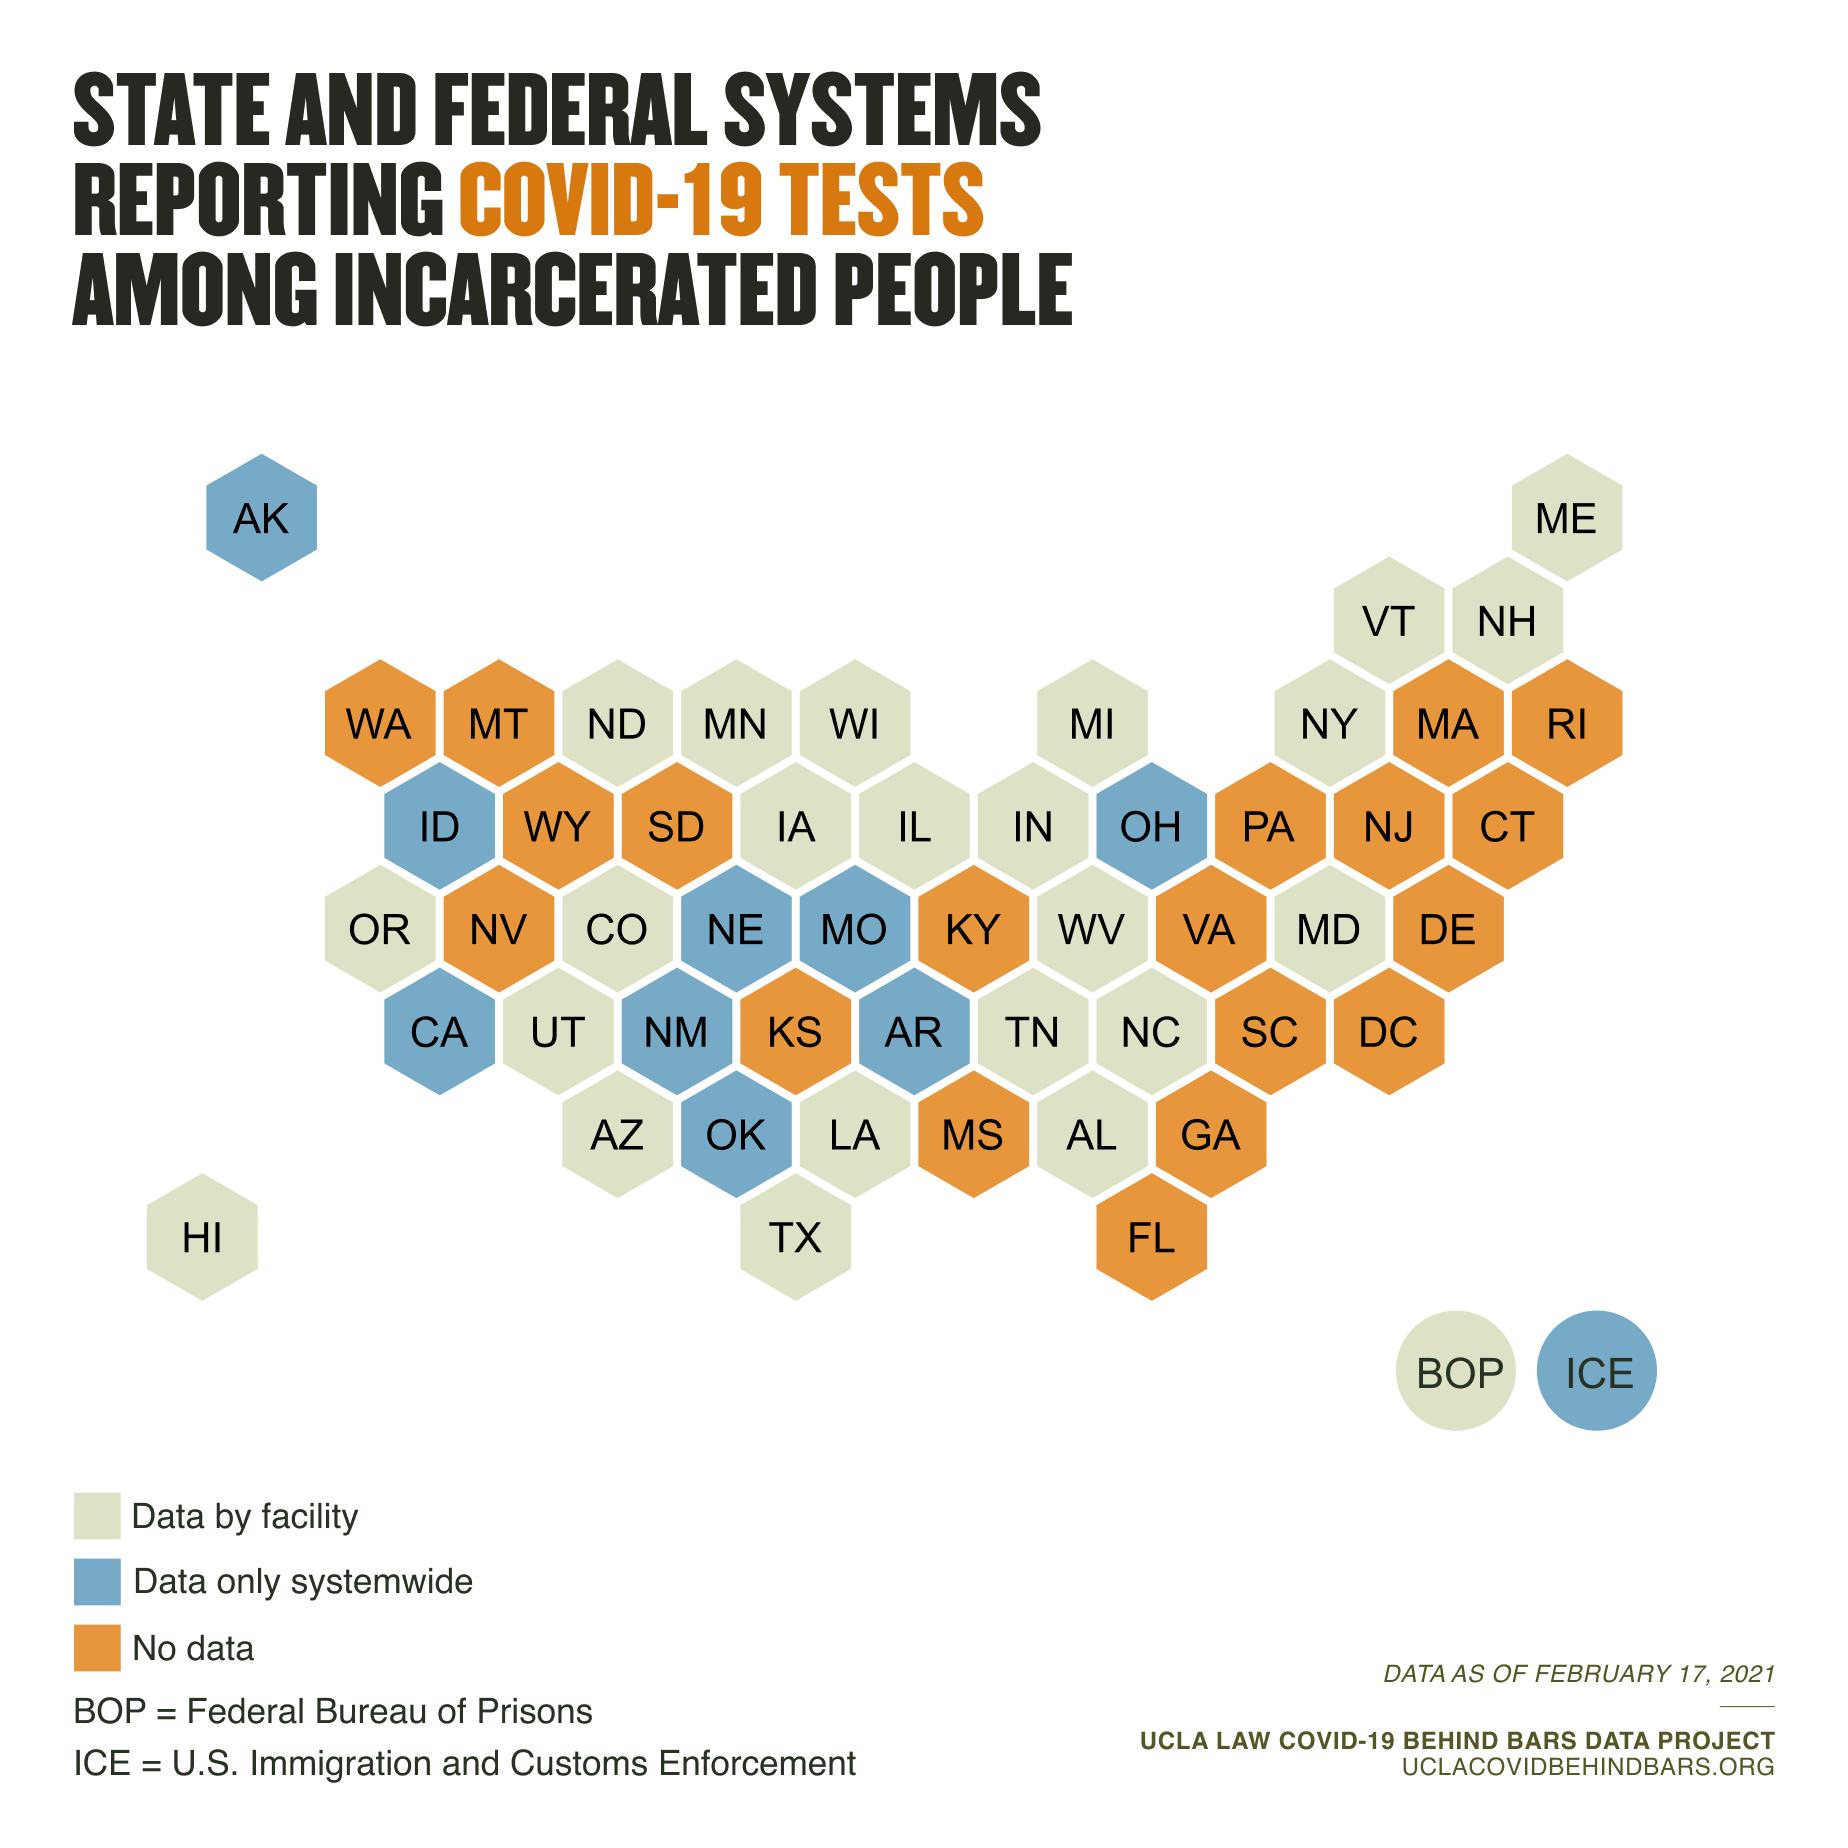 STATE AND FEDERAL SYSTEMS
REPORTING COVID-19 TESTS
AMONG INCARCERATED PEOPLE
AK
ME
VT NH
WA MT ND MN WI MI NY MA RI
ID WY SD IA IL IN OH PA NJ CT
OR NV CO NE MO KY WV VA MD DE
CA UT NM KS AR TN NC SC DC
AZ OK LA MS AL GA
HI TX FL
BOP ICE
Data by facility
Data only systemwide
No data
BOP = Federal Bureau of Prisons
ICE = U.S. Immigration and Customs Enforcement
DATA AS OF FEBRUARY 17, 2021
UCLA LAW COVID-19 BEHIND BARS DATA PROJECT
UCLACOVIDBEHINDBARS.ORG